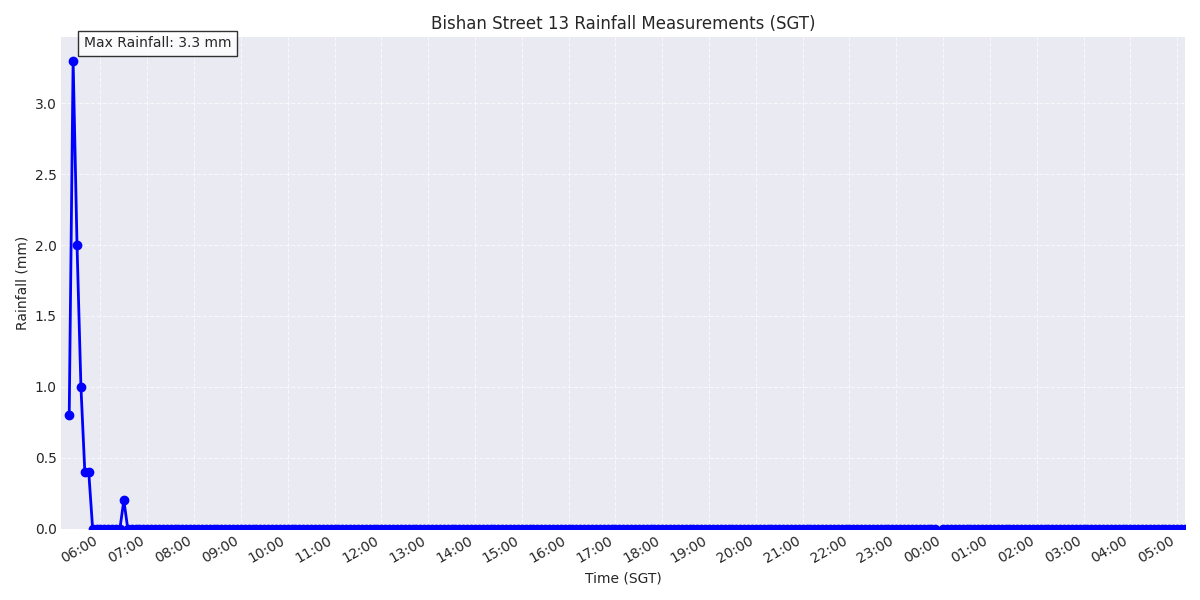 Bishan Street 13 Rainfall Measurements (SGT)
Max Rainfall: 3.3 mm
3.0
2.5
2.0
1.5
1.0
0.5
0.0
Rainfall (mm)
06:00 07:00 08:00 09:00 10:00 11:00 12:00 13:00 14:00 15:00 16:00 17:00 18:00 19:00 20:00 21:00 22:00 23:00 00:00 01:00 02:00 03:00 04:00 05:00
Time (SGT)